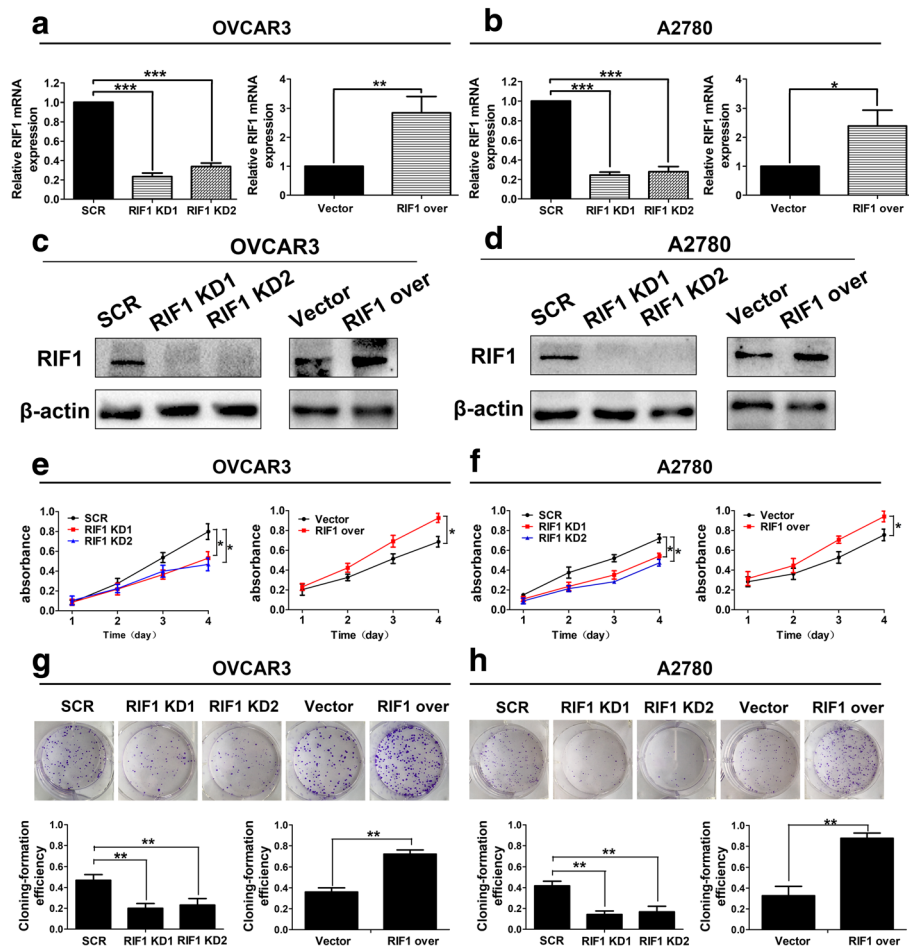 a
OVCAR3
b
A2780
Relative RIF1 mRNA
expression
1.2
1.0
0.8
0.6
0.4
0.2
0.0
***
***
SCR
RIF1 KD1
RIF1 KD2
Relative RIF1 mRNA
expression
4
3
2
1
0
**
Vector
RIF1 over
Relative RIF1 mRNA
expression
1.2
1.0
0.8
0.6
0.4
0.2
0.0
***
***
SCR
RIF1 KD1
RIF1 KD2
Relative RIF1 mRNA
expression
4
3
2
1
0
*
Vector
RIF1 over
c
OVCAR3
SCR
RIF1 KD1
RIF1 KD2
Vector
RIF1 over
RIF1
β-actin
d
A2780
SCR
RIF1 KD1
RIF1 KD2
Vector
RIF1 over
RIF1
β-actin
e
OVCAR3
absorbance
1.0
0.8
0.6
0.4
0.2
0.0
SCR
RIF1 KD1
RIF1 KD2
*
*
1 2 3 4
Time（day）
absorbance
1.0
0.8
0.6
0.4
0.2
0.0
Vector
RIF1 over
*
1 2 3 4
Time（day）
f
A2780
absorbance
1.0
0.8
0.6
0.4
0.2
0.0
SCR
RIF1 KD1
RIF1 KD2
*
*
1 2 3 4
Time（day）
absorbance
1.0
0.8
0.6
0.4
0.2
0.0
Vector
RIF1 over
*
1 2 3 4
Time（day）
g
OVCAR3
SCR RIF1 KD1 RIF1 KD2 Vector RIF1 over
Cloning-formation
efficiency
1.0
0.8
0.6
0.4
0.2
0.0
**
**
SCR
RIF1 KD1
RIF1 KD2
Cloning-formation
efficiency
1.0
0.8
0.6
0.4
0.2
0.0
**
Vector
RIF1 over
h
A2780
SCR RIF1 KD1 RIF1 KD2 Vector RIF1 over
Cloning-formation
efficiency
1.0
0.8
0.6
0.4
0.2
0.0
**
**
SCR
RIF1 KD1
RIF1 KD2
Cloning-formation
efficiency
1.0
0.8
0.6
0.4
0.2
0.0
**
Vector
RIF1 over